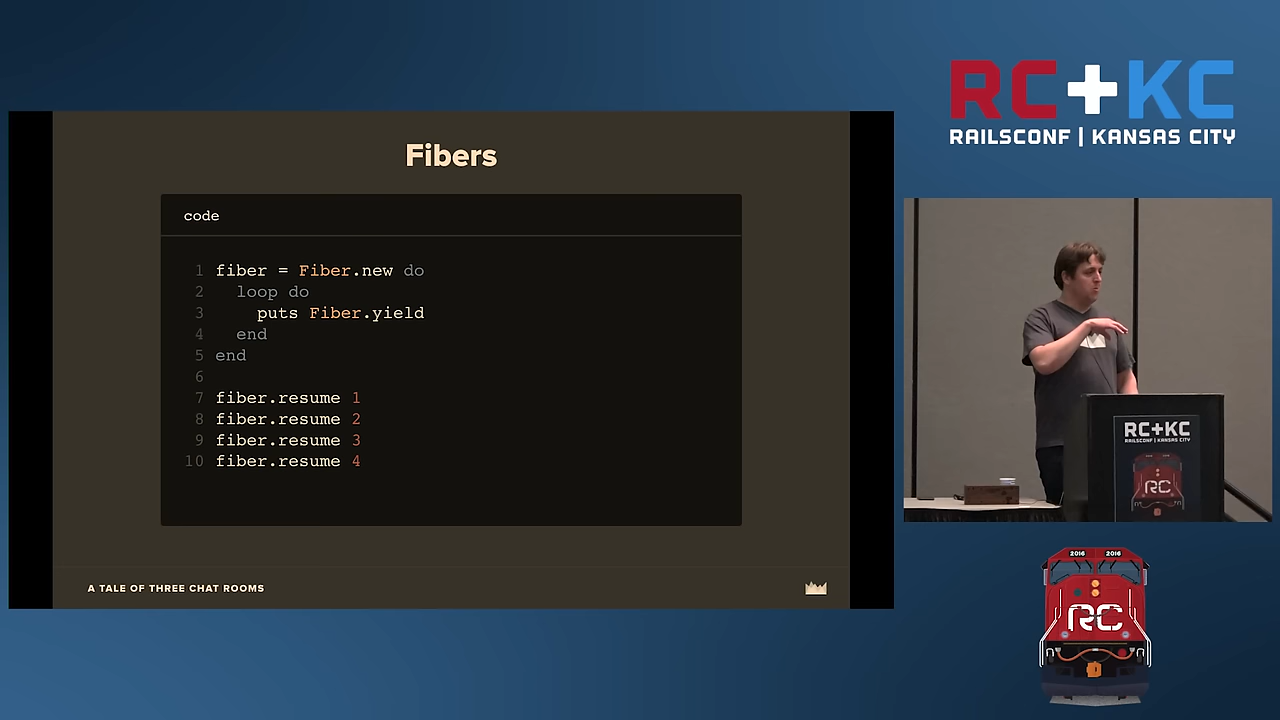 RC+KC
RAILSCONF | KANSAS CITY
Fibers
code
1 fiber = Fiber.new do
2   loop do
3     puts Fiber.yield
4   end
5 end
6
7 fiber.resume 1
8 fiber.resume 2
9 fiber.resume 3
10 fiber.resume 4
A TALE OF THREE CHAT ROOMS
RC+KC
RAILSCONF | KANSAS CITY
RC
2016 2016
RC